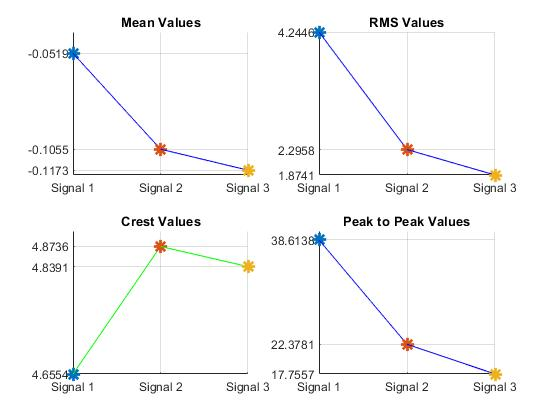 Mean Values
-0.0519
-0.1055
-0.1173
Signal 1 Signal 2 Signal 3
RMS Values
4.2446
2.2958
1.8741
Signal 1 Signal 2 Signal 3
Crest Values
4.8736
4.8391
4.6554
Signal 1 Signal 2 Signal 3
Peak to Peak Values
38.6138
22.3781
17.7557
Signal 1 Signal 2 Signal 3